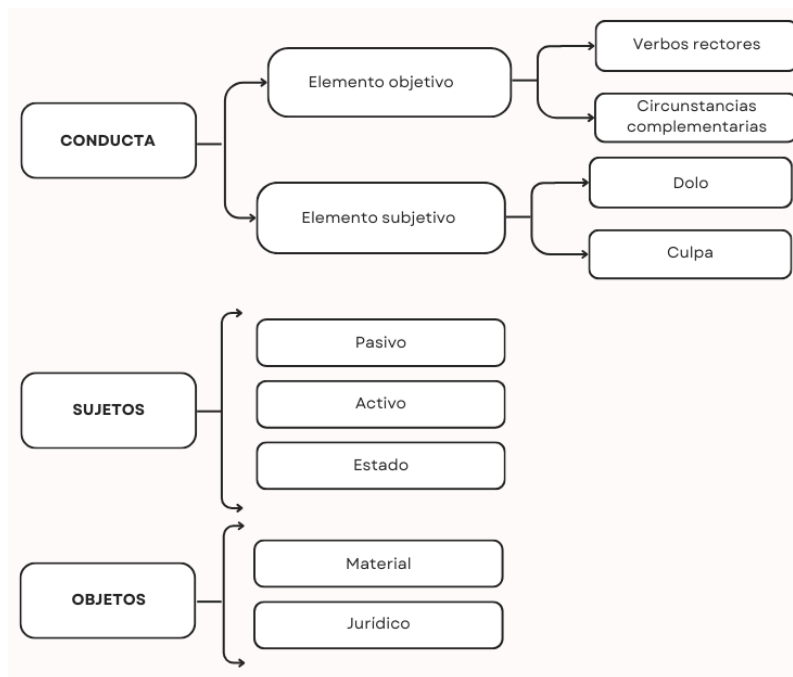 CONDUCTA
Elemento objetivo
Verbos rectores
Circunstancias
complementarias
Elemento subjetivo
Dolo
Culpa
SUJETOS
Pasivo
Activo
Estado
OBJETOS
Material
Jurídico